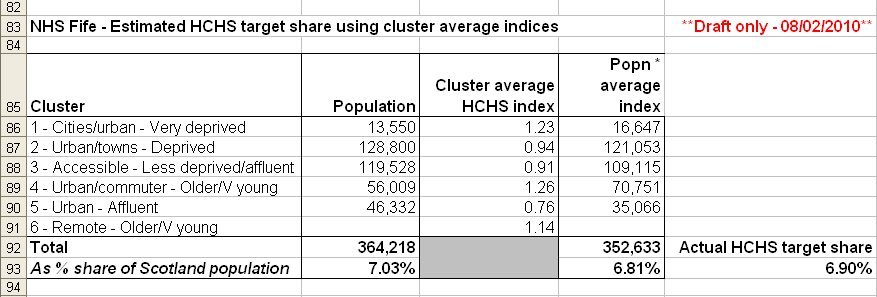 82
83 NHS Fife - Estimated HCHS target share using cluster average indices **Draft only - 08/02/2010**
84
Popn *
Cluster average average
85 Cluster Population HCHS index index
86 1 - Cities/urban - Very deprived 13,550 1.23 16,647
87 2 - Urban/towns - Deprived 128,800 0.94 121,053
88 3 - Accessible - Less deprived/affluent 119,528 0.91 109,115
89 4 - Urban/commuter - Older/V young 56,009 1.26 70,751
90 5 - Urban - Affluent 46,332 0.76 35,066
91 6 - Remote - Older/V young 1.14
92 Total 364,218 352,633 Actual HCHS target share
93 As % share of Scotland population 7.03% 6.81% 6.90%
94